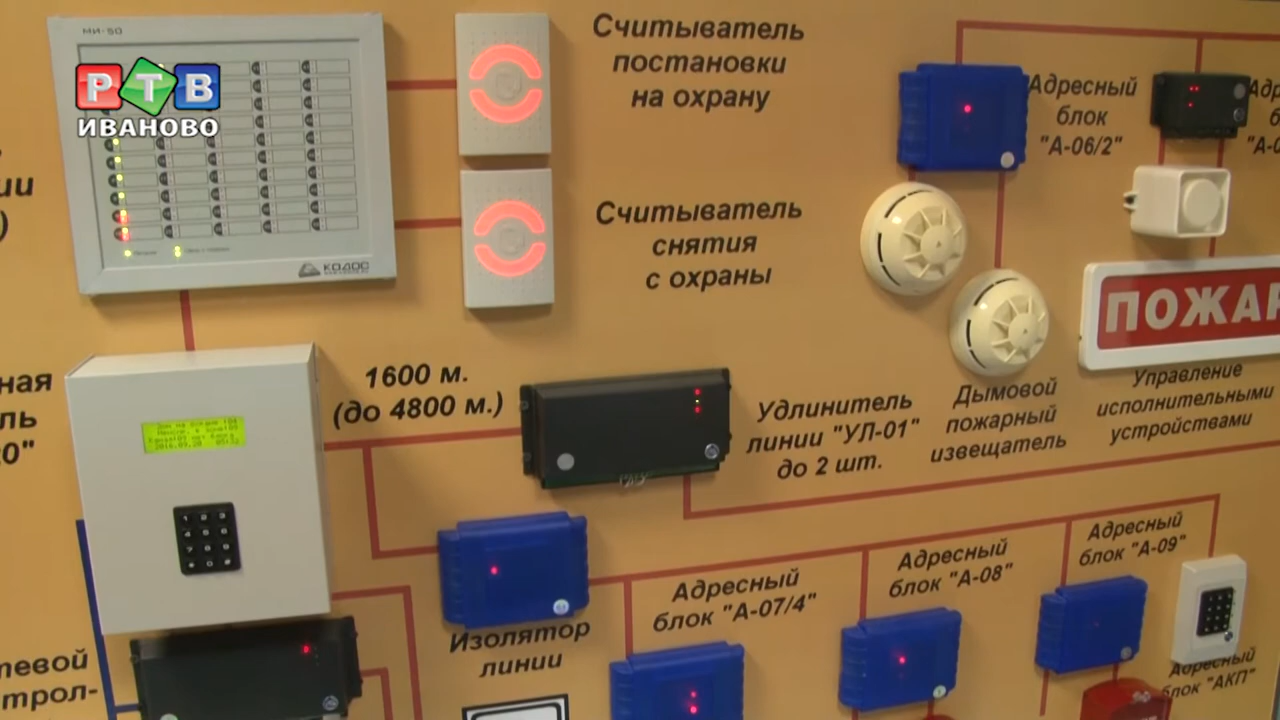 МИ-50
РТВ
ИВАНОВО
КОДОС
Считыватель
постановки
на охрану
Считыватель
снятия
с охраны
Адресный
блок
"А-06/2"
ПОЖАР
Управление
исполнительными
устройствами
Дымовой
пожарный
извещатель
1600 м.
(до 4800 м.)
Удлинитель
линии "УЛ-01"
до 2 шт.
Изолятор
линии
Адресный
блок "А-07/4"
Адресный
блок "А-08"
Адресный
блок "А-09"
Адресный
блок "АКП"